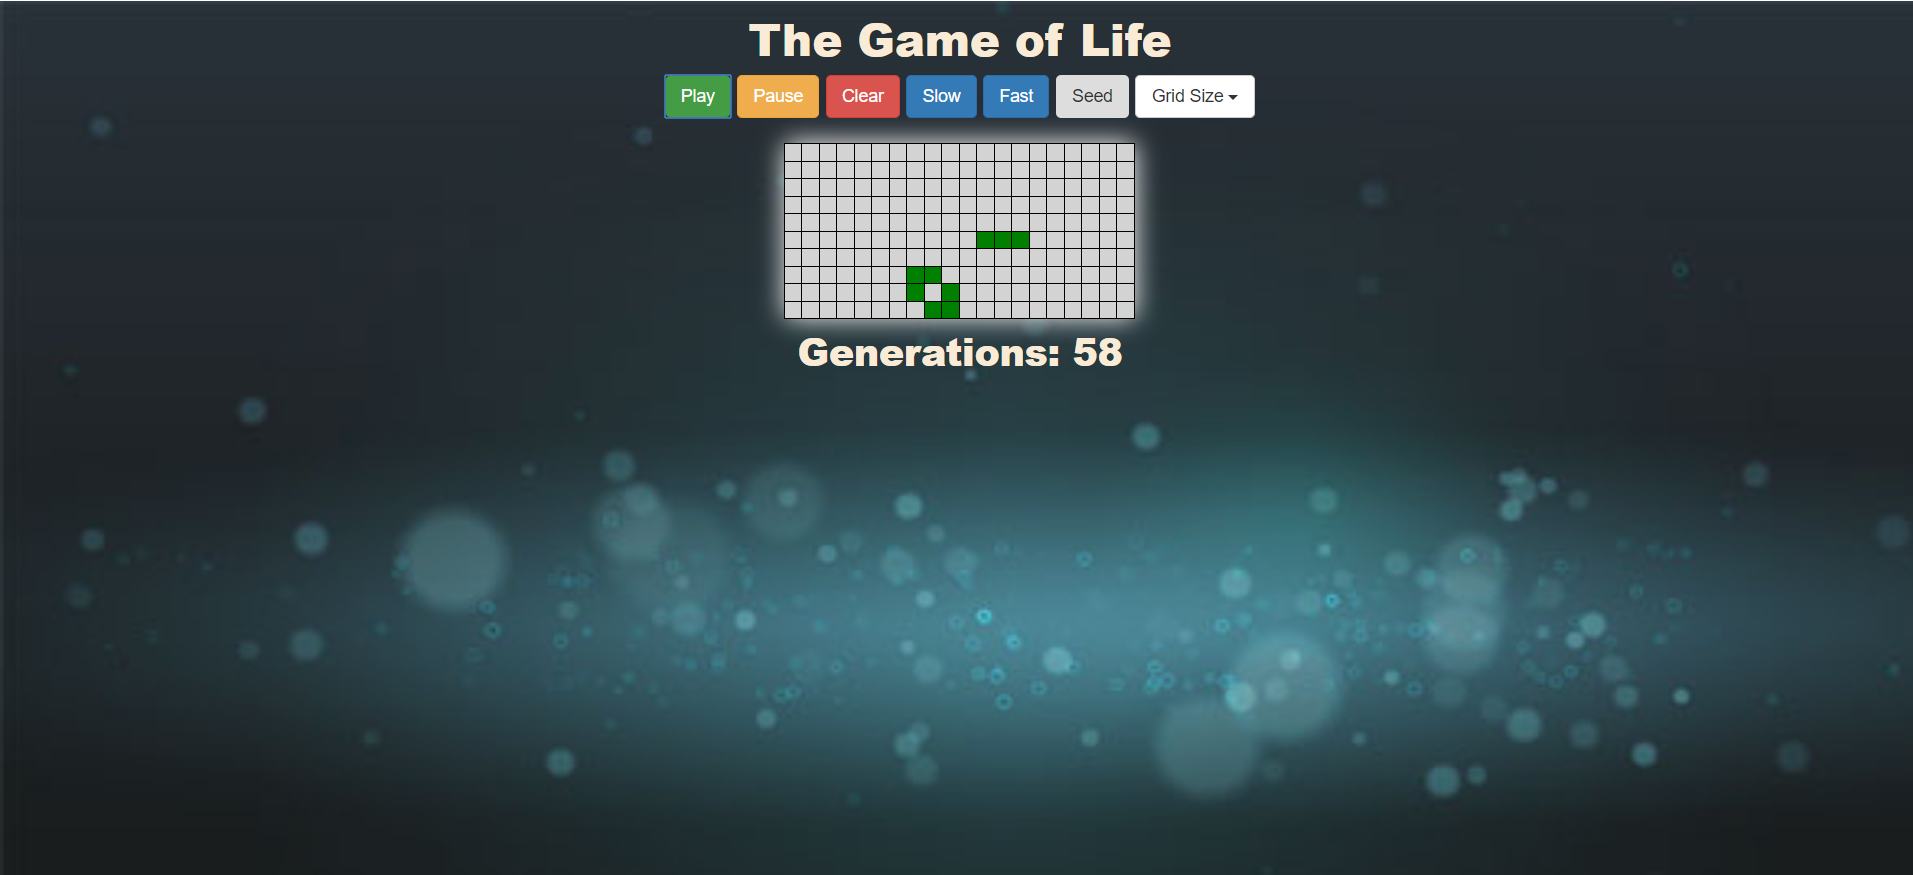 The Game of Life
Play Pause Clear Slow Fast Seed Grid Size
Generations: 58